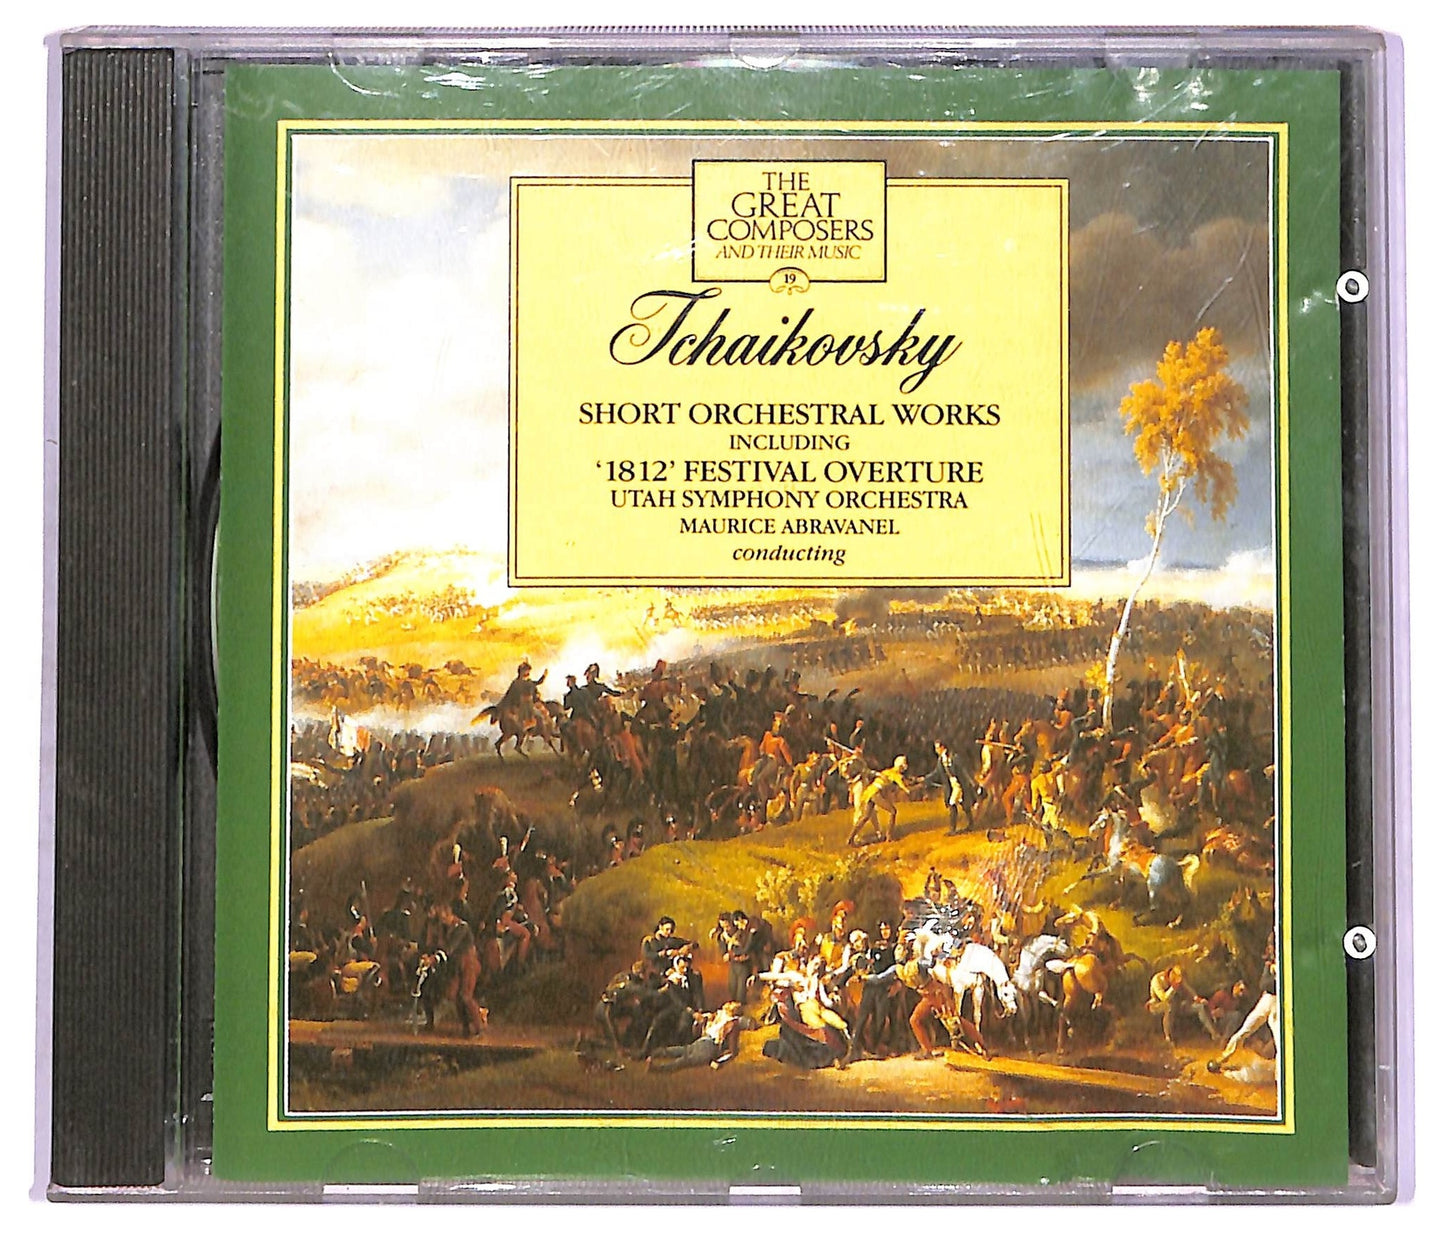 THE
GREAT
COMPOSERS
AND THEIR MUSIC
19
Tchaikovsky
SHORT ORCHESTRAL WORKS
INCLUDING
‘1812’ FESTIVAL OVERTURE
UTAH SYMPHONY ORCHESTRA
MAURICE ABRAVANEL
conducting